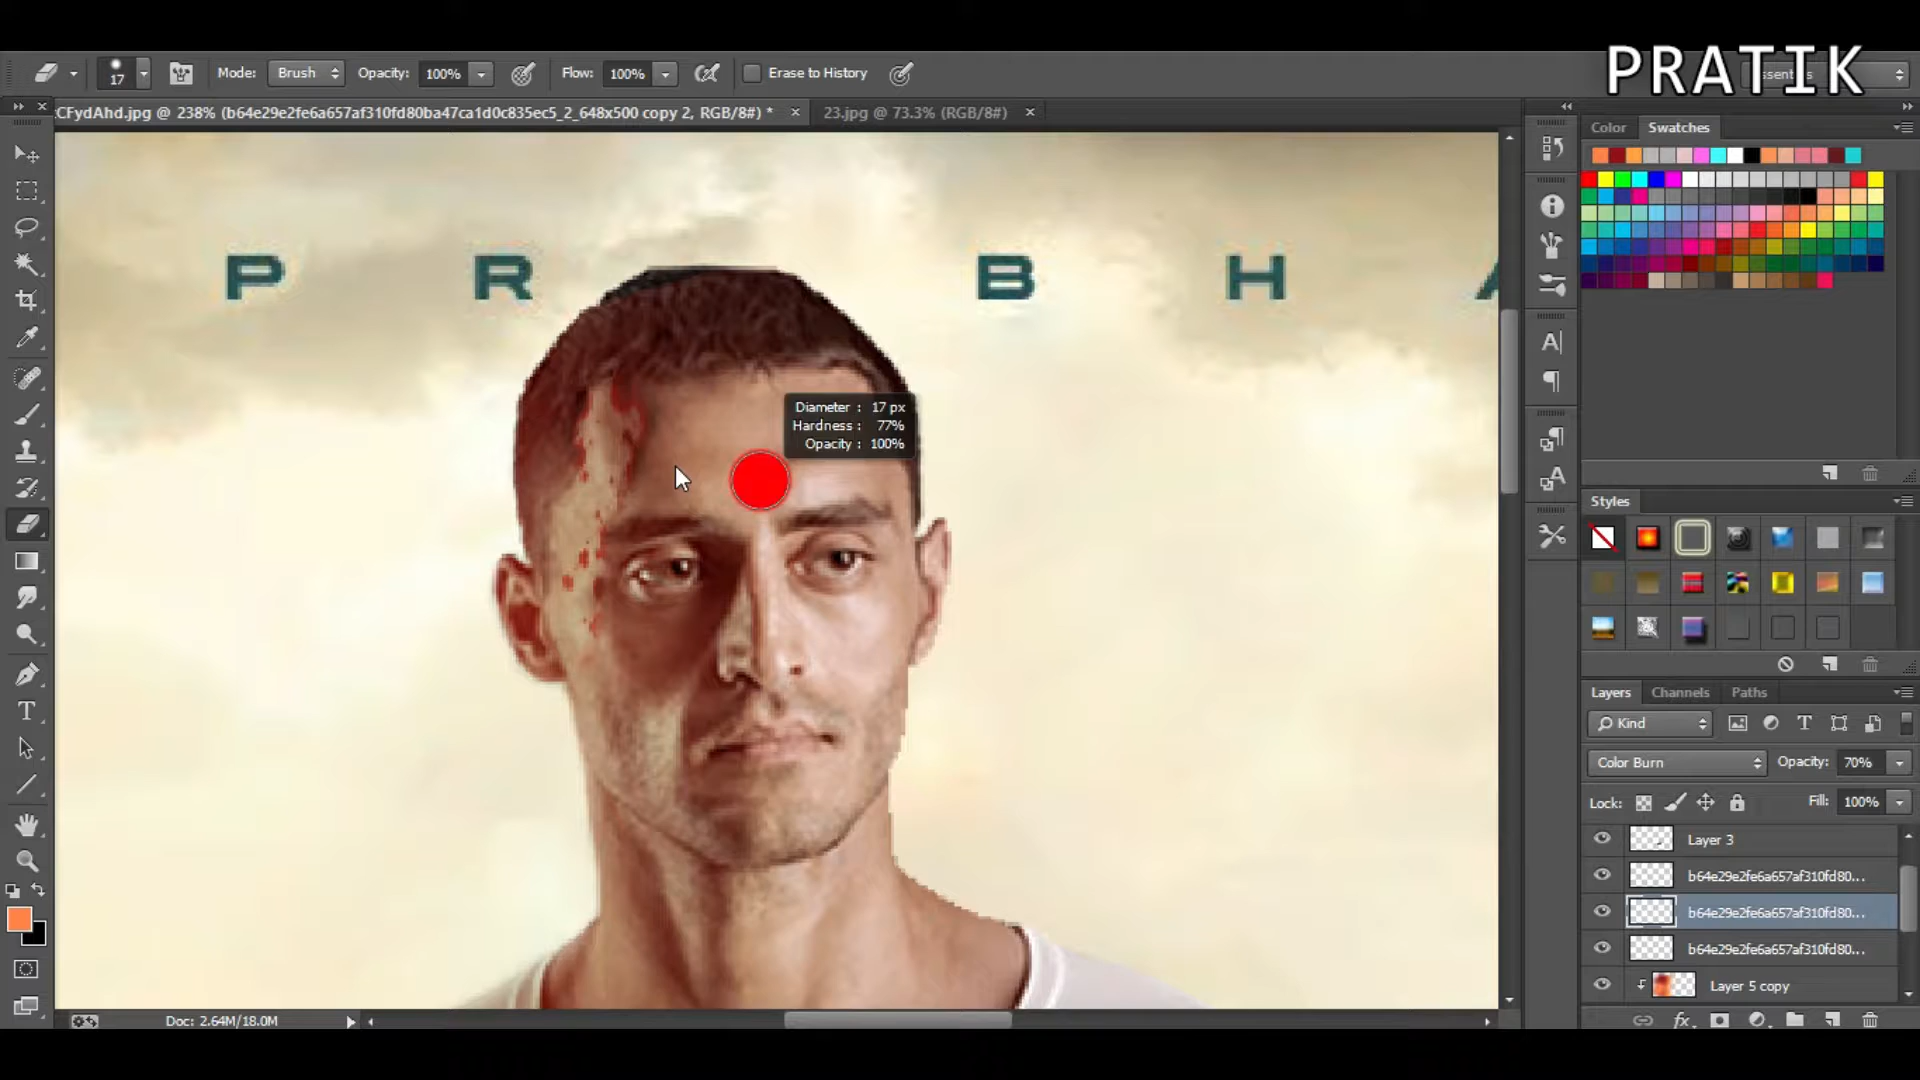 PRATIK
17
Mode: Brush Opacity: 100% Flow: 100% Erase to History
CFydAhd.jpg @ 238% (b64e29e2fe6a657af310fd80ba47ca1d0c835ec5_2_648x500 copy 2, RGB/8#) *
23.jpg @ 73.3% (RGB/8#)
Color Swatches
P R B H A
Diameter : 17 px
Hardness : 77%
Opacity : 100%
Styles
Layers Channels Paths
Kind
Color Burn Opacity: 70%
Lock: Fill: 100%
Layer 3
b64e29e2fe6a657af310fd80...
b64e29e2fe6a657af310fd80...
b64e29e2fe6a657af310fd80...
Layer 5 copy
Doc: 2.64M/18.0M